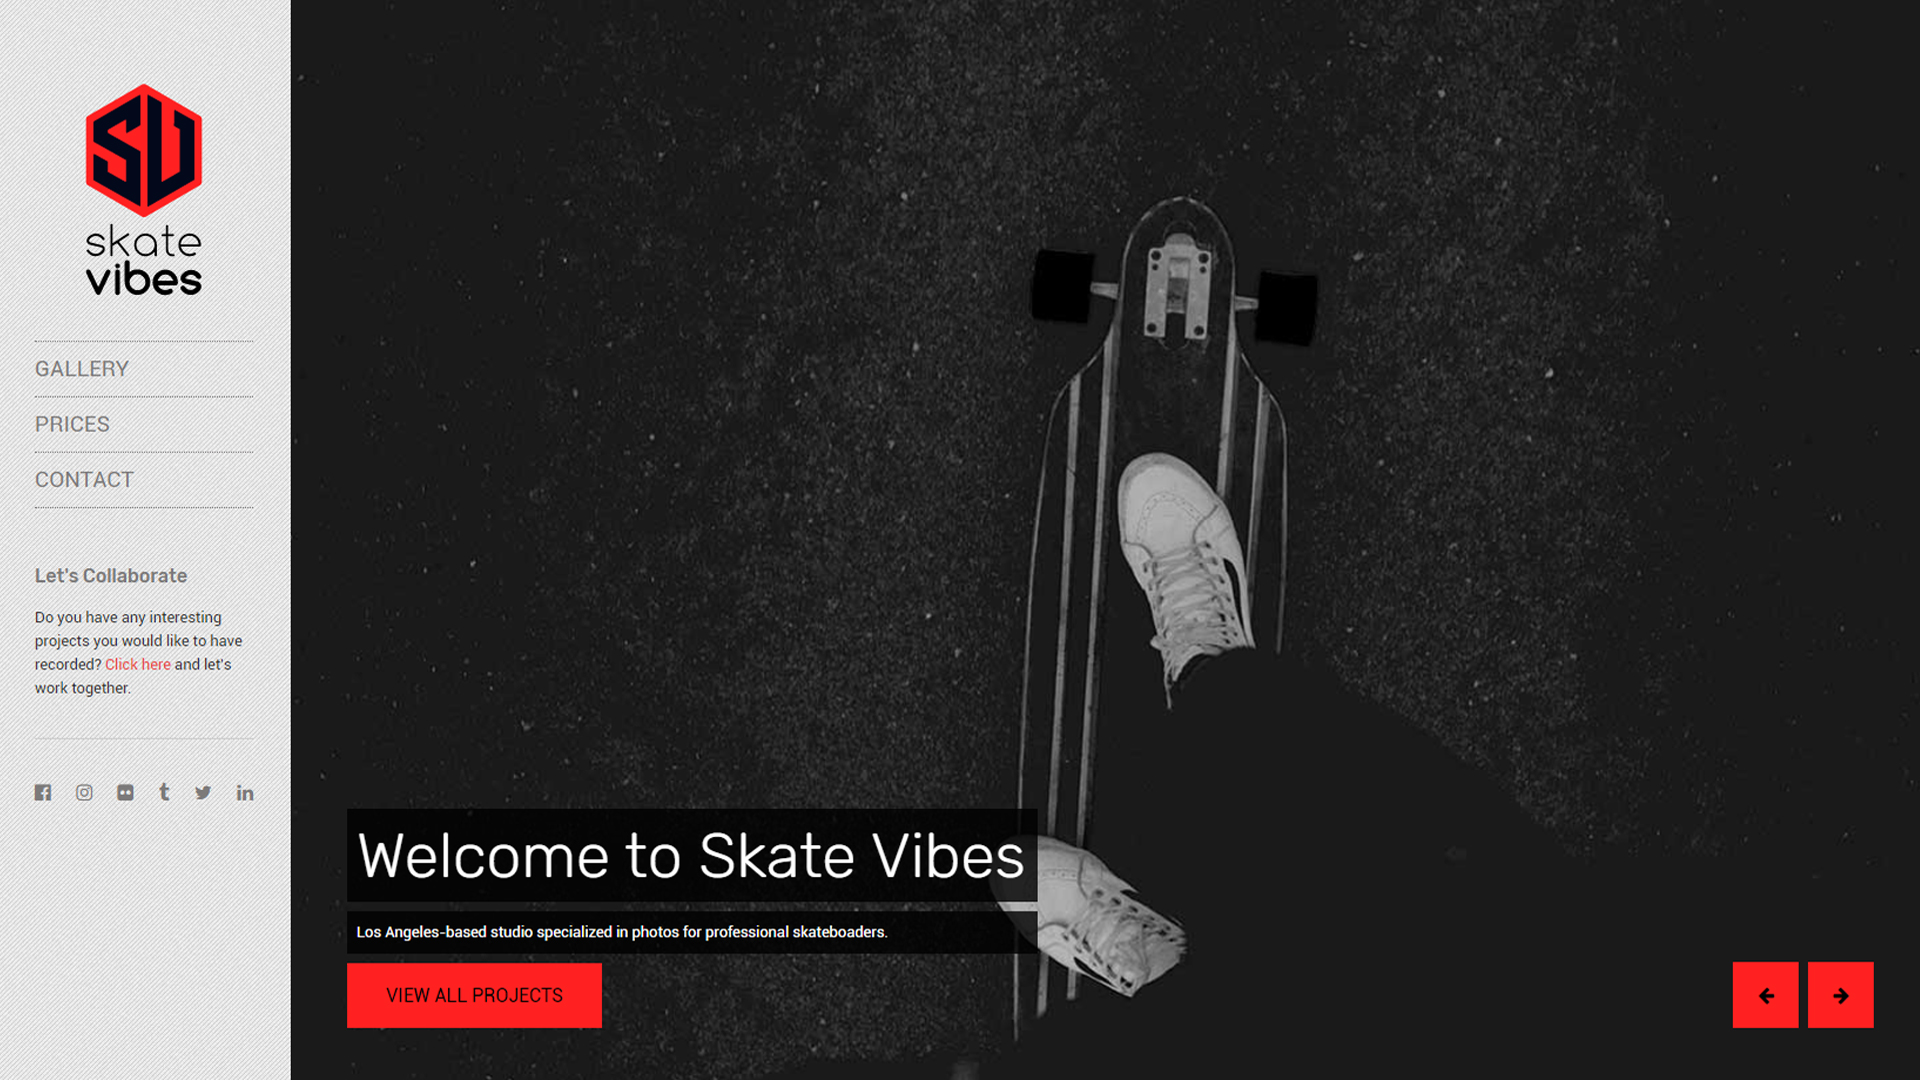 SV
skate
vibes
GALLERY
PRICES
CONTACT
Let's Collaborate
Do you have any interesting
projects you would like to have
recorded? Click here and let's
work together.
Welcome to Skate Vibes
Los Angeles-based studio specialized in photos for professional skateboaders.
VIEW ALL PROJECTS